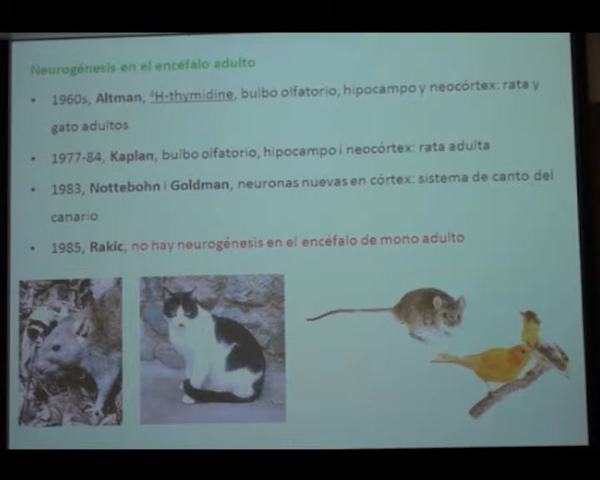 Neurogénesis en el encéfalo adulto
• 1960s, Altman, ³H-thymidine, bulbo olfatorio, hipocampo y neocórtex: rata y
gato adultos
• 1977-84, Kaplan, bulbo olfatorio, hipocampo i neocórtex: rata adulta
• 1983, Nottebohn i Goldman, neuronas nuevas en córtex: sistema de canto del
canario
• 1985, Rakic, no hay neurogénesis en el encéfalo de mono adulto